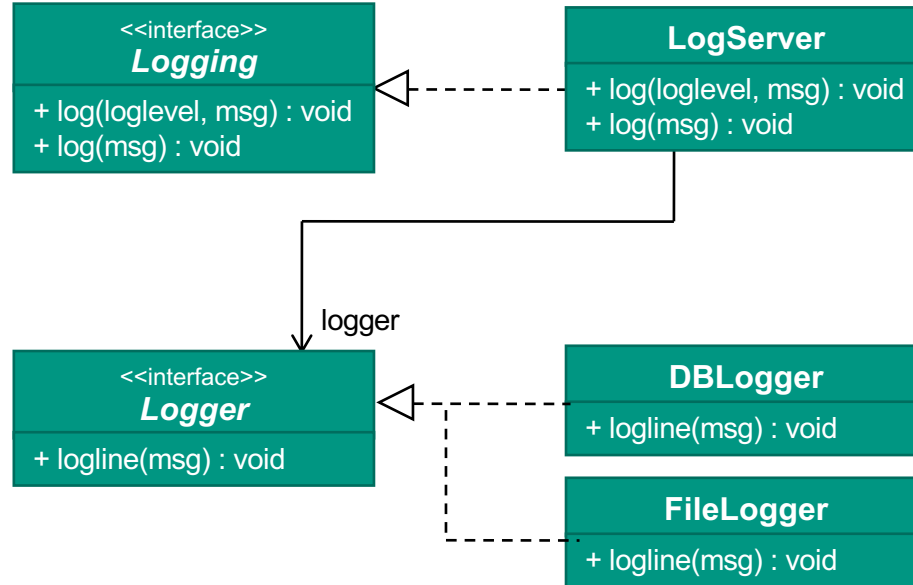 <<interface>>
Logging
+ log(loglevel, msg) : void
+ log(msg) : void
LogServer
+ log(loglevel, msg) : void
+ log(msg) : void
logger
<<interface>>
Logger
+ logline(msg) : void
DBLogger
+ logline(msg) : void
FileLogger
+ logline(msg) : void